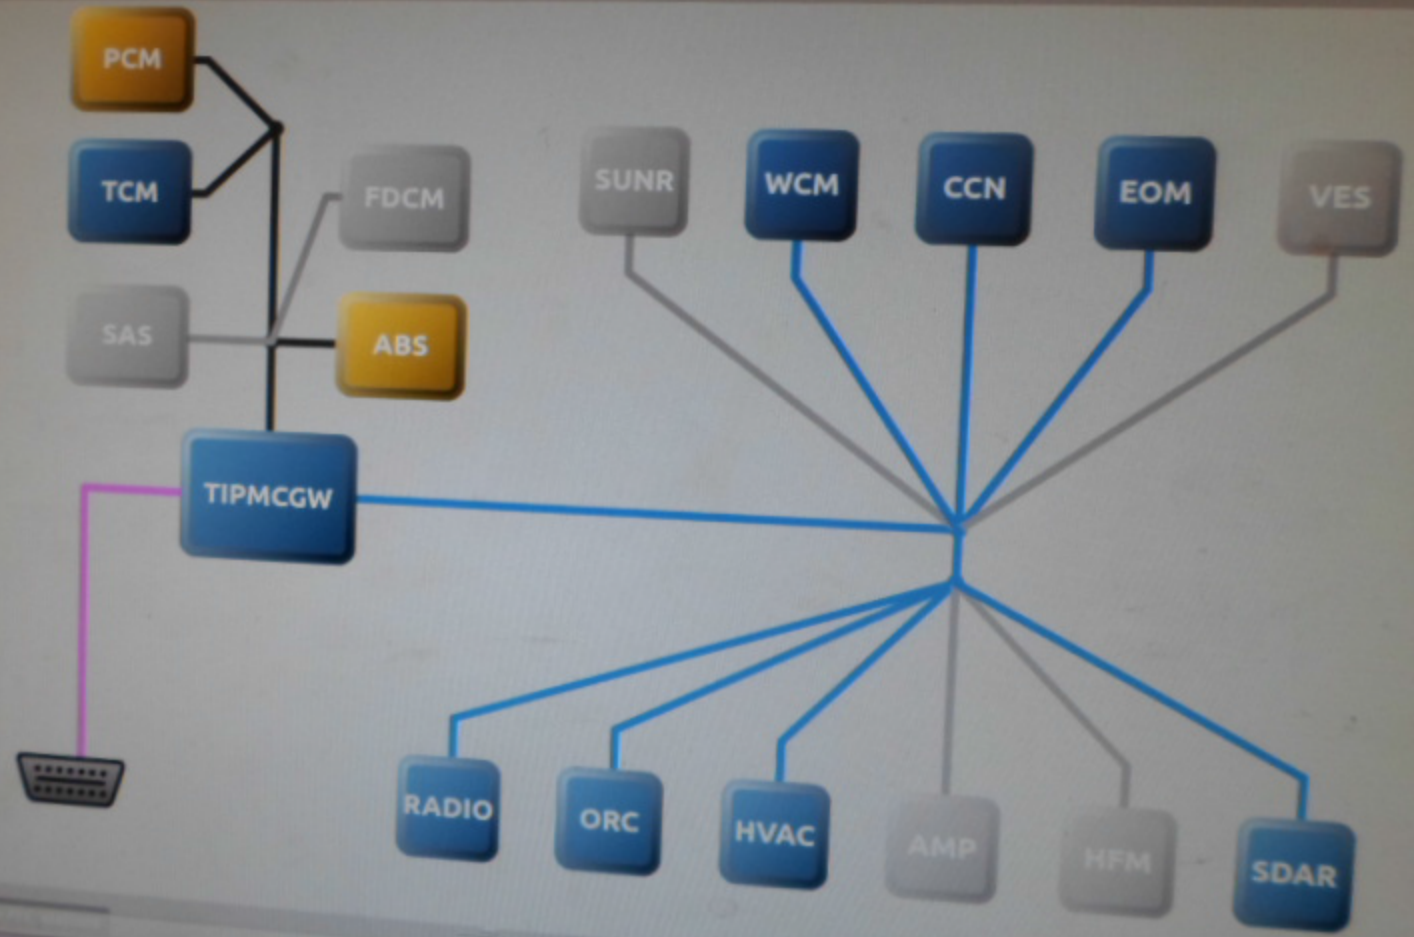 PCM
TCM
FDCM
SAS
ABS
TIPMCGW
SUNR
WCM
CCN
EOM
VES
RADIO
ORC
HVAC
AMP
HFM
SDAR